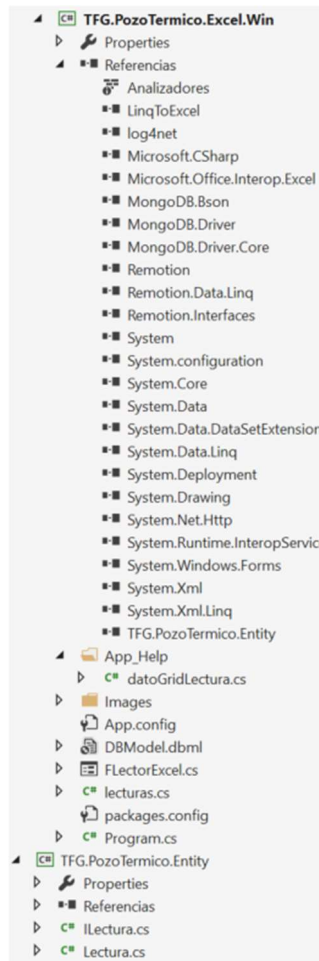 TFG.PozoTermico.Excel.Win
Properties
Referencias
Analizadores
LinqToExcel
log4net
Microsoft.CSharp
Microsoft.Office.Interop.Excel
MongoDB.Bson
MongoDB.Driver
MongoDB.Driver.Core
Remotion
Remotion.Data.Linq
Remotion.Interfaces
System
System.configuration
System.Core
System.Data
System.Data.DataSetExtension
System.Data.Linq
System.Deployment
System.Drawing
System.Net.Http
System.Runtime.InteropServic
System.Windows.Forms
System.Xml
System.Xml.Linq
TFG.PozoTermico.Entity
App_Help
C# datoGridLectura.cs
Images
App.config
DBModel.dbml
FLectorExcel.cs
C# lecturas.cs
packages.config
C# Program.cs
C# TFG.PozoTermico.Entity
Properties
Referencias
C# ILectura.cs
C# Lectura.cs